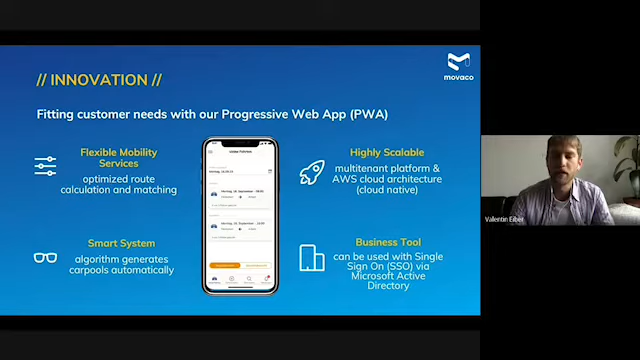 movaco
// INNOVATION //
Fitting customer needs with our Progressive Web App (PWA)
Flexible Mobility
Services
optimized route
calculation and matching
Smart System
algorithm generates
carpools automatically
Highly Scalable
multitenant platform &
AWS cloud architecture
(cloud native)
Business Tool
can be used with Single
Sign On (SSO) via
Microsoft Active
Directory
Valentin Eiber